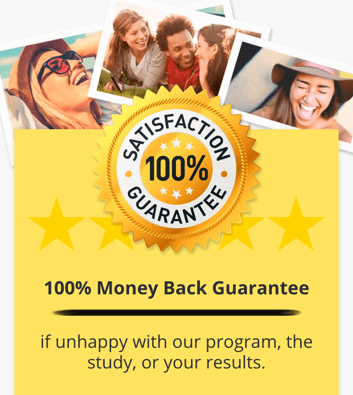 SATISFACTION
100%
GUARANTEE
100% Money Back Guarantee
if unhappy with our program, the
study, or your results.